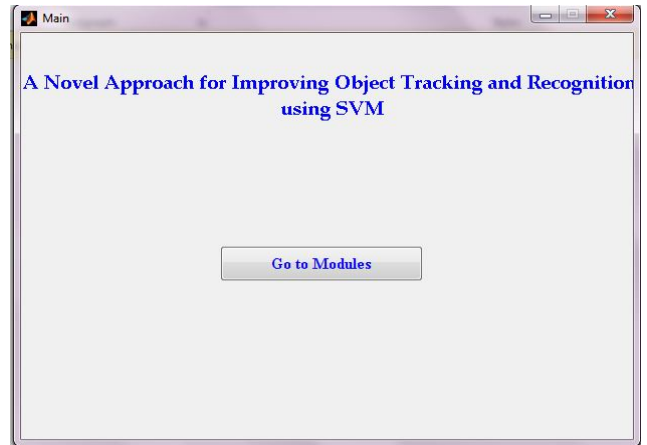 Main
A Novel Approach for Improving Object Tracking and Recognition
using SVM
Go to Modules